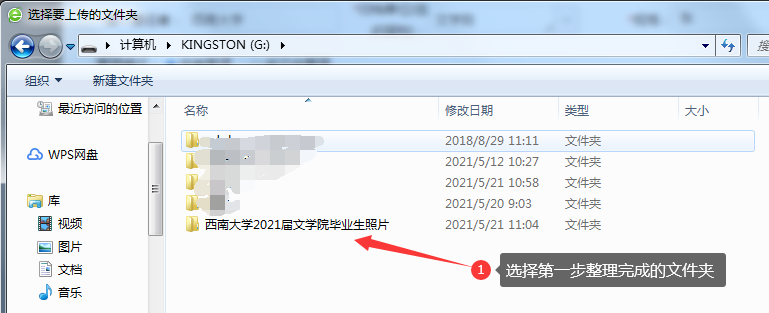 选择要上传的文件夹
计算机 KINGSTON (G:)
组织 新建文件夹
最近访问的位置
WPS网盘
库
视频
图片
文档
音乐
名称 修改日期 类型 大小
2018/8/29 11:11 文件夹
2021/5/12 10:27 文件夹
2021/5/21 10:58 文件夹
2021/5/20 9:03 文件夹
西南大学2021届文学院毕业生照片 2021/5/21 11:04 文件夹
1 选择第一步整理完成的文件夹